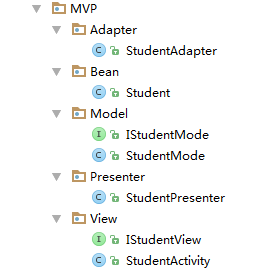 MVP
Adapter
StudentAdapter
Bean
Student
Model
IStudentMode
StudentMode
Presenter
StudentPresenter
View
IStudentView
StudentActivity